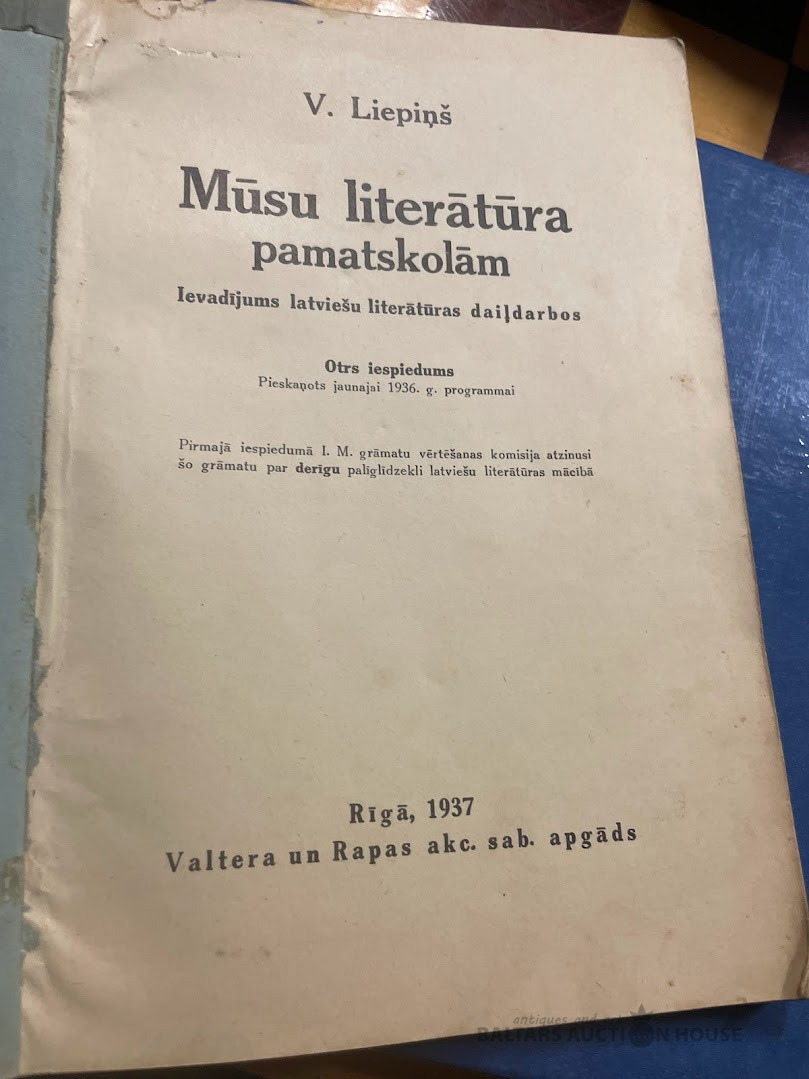 V. Liepiņš
Mūsu literātūra
pamatskolām
Ievadījums latviešu literātūras daiļdarbos
Otrs iespiedums
Pieskaņots jaunajai 1936. g. programmai
Pirmajā iespiedumā I. M. grāmatu vērtēšanas komisija atzinusi
šo grāmatu par derīgu palīglīdzekli latviešu literātūras mācībā
Rīgā, 1937
Valtera un Rapas akc. sab. apgāds
antiques and
BALTARS AUCTION HOUSE